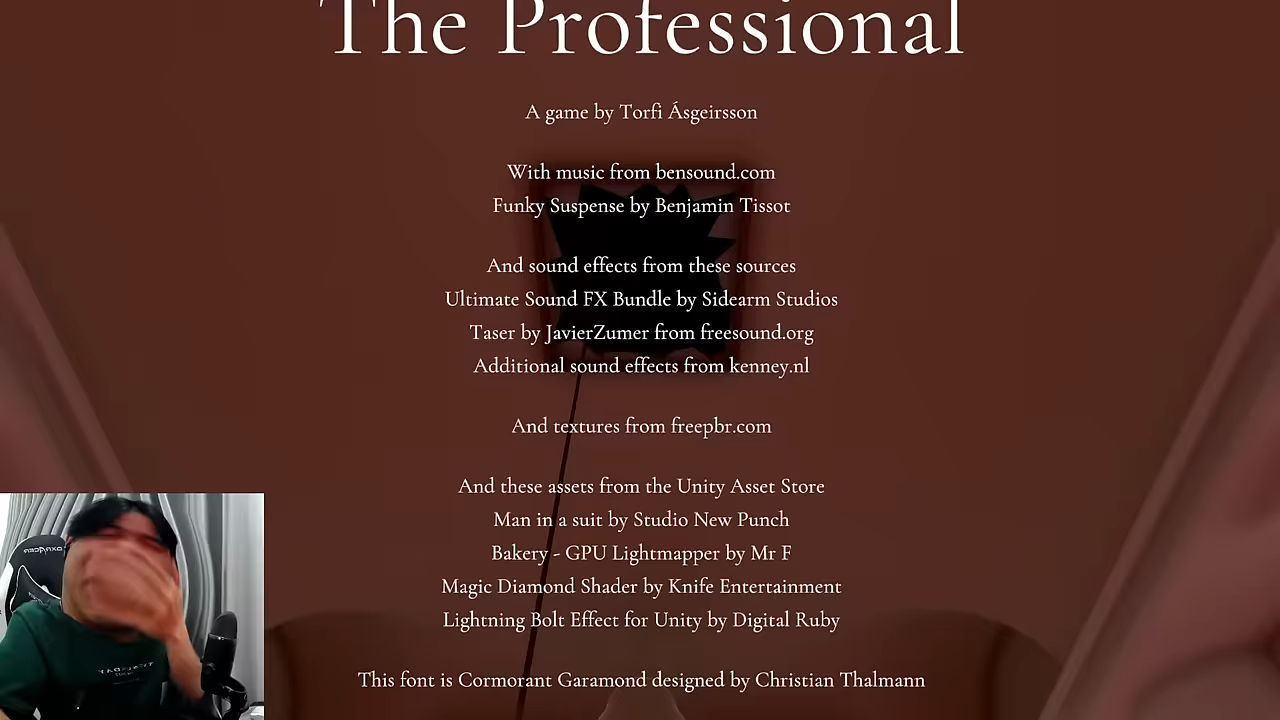 The Professional
A game by Torfi Ásgeirsson
With music from bensound.com
Funky Suspense by Benjamin Tissot
And sound effects from these sources
Ultimate Sound FX Bundle by Sidearm Studios
Taser by JavierZumer from freesound.org
Additional sound effects from kenney.nl
And textures from freepbr.com
And these assets from the Unity Asset Store
Man in a suit by Studio New Punch
Bakery - GPU Lightmapper by Mr F
Magic Diamond Shader by Knife Entertainment
Lightning Bolt Effect for Unity by Digital Ruby
This font is Cormorant Garamond designed by Christian Thalmann